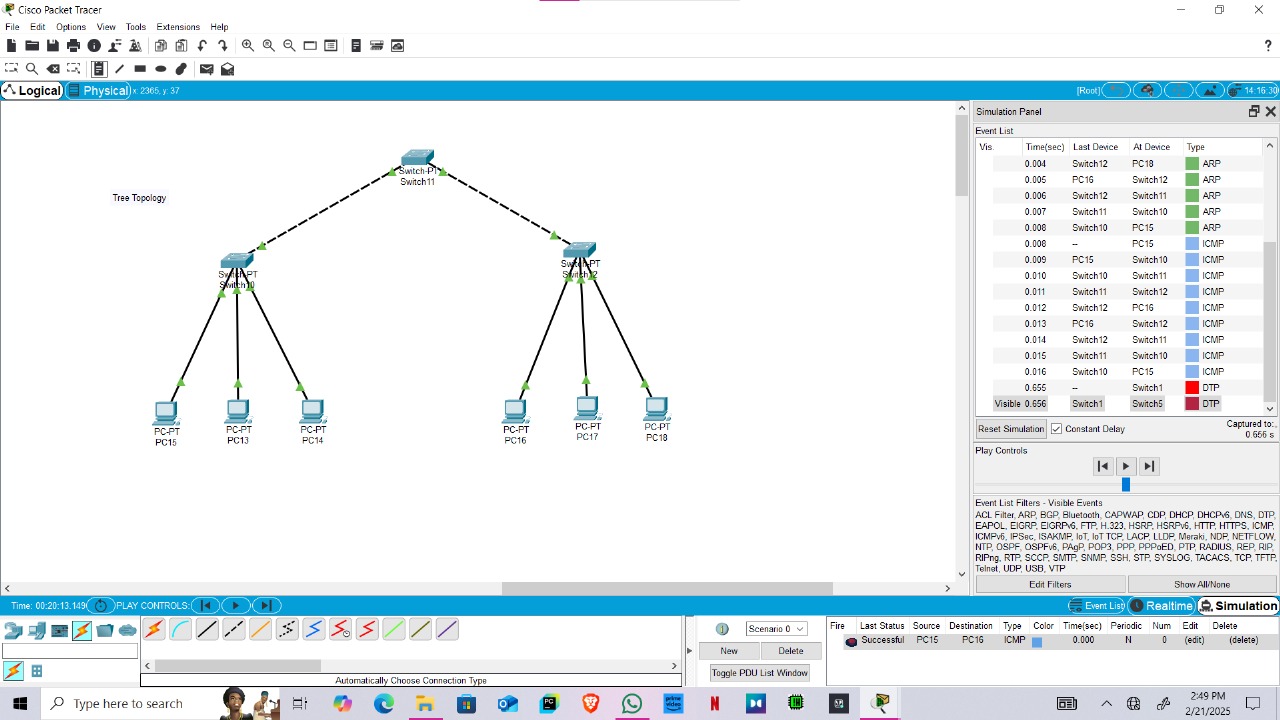 Cisco Packet Tracer
File Edit Options View Tools Extensions Help
?
Logical Physical x: 2365, y: 37 [Root] 14:16:30
Simulation Panel
Event List
Vis. Time(sec) Last Device At Device Type
0.004 Switch12 PC18 ARP
0.005 PC16 Switch12 ARP
0.006 Switch12 Switch11 ARP
0.007 Switch11 Switch10 ARP
0.008 Switch10 PC15 ARP
0.008 -- PC15 ICMP
0.009 PC15 Switch10 ICMP
0.010 Switch10 Switch11 ICMP
0.011 Switch11 Switch12 ICMP
0.012 Switch12 PC16 ICMP
0.013 PC16 Switch12 ICMP
0.014 Switch12 Switch11 ICMP
0.015 Switch11 Switch10 ICMP
0.016 Switch10 PC15 ICMP
0.655 -- Switch1 DTP
Visible 0.656 Switch1 Switch5 DTP
Reset Simulation Constant Delay Captured to:
0.656 s
Play Controls
Event List Filters - Visible Events
ACL Filter, ARP, BGP, Bluetooth, CAPWAP, CDP, DHCP, DHCPv6, DNS, DTP,
EAPOL, EIGRP, EIGRPv6, FTP, H.323, HSRP, HSRPv6, HTTP, HTTPS, ICMP,
ICMPv6, IPSec, ISAKMP, IoT, IoT TCP, LACP, LLDP, Meraki, NDP, NETFLOW,
NTP, OSPF, OSPFv6, PAgP, POP3, PPP, PPPoED, PTP, RADIUS, REP, RIP,
RIPng, RTP, SCCP, SMTP, SNMP, SSH, STP, SYSLOG, TACACS, TCP, TFTP,
Telnet, UDP, USB, VTP
Edit Filters Show All/None
Tree Topology
Switch-PT
Switch11
Switch-PT
Switch10
Switch-PT
Switch12
PC-PT
PC15
PC-PT
PC13
PC-PT
PC14
PC-PT
PC16
PC-PT
PC17
PC-PT
PC18
Time: 00:20:13.149 PLAY CONTROLS: Event List Realtime Simulation
Scenario 0
New Delete
Toggle PDU List Window
Fire Last Status Source Destination Type Color Time(sec) Periodic Num Edit Delete
Successful PC15 PC16 ICMP 0.000 N 0 (edit) (delete)
Automatically Choose Connection Type
Type here to search
2:49 PM
2/21/2025